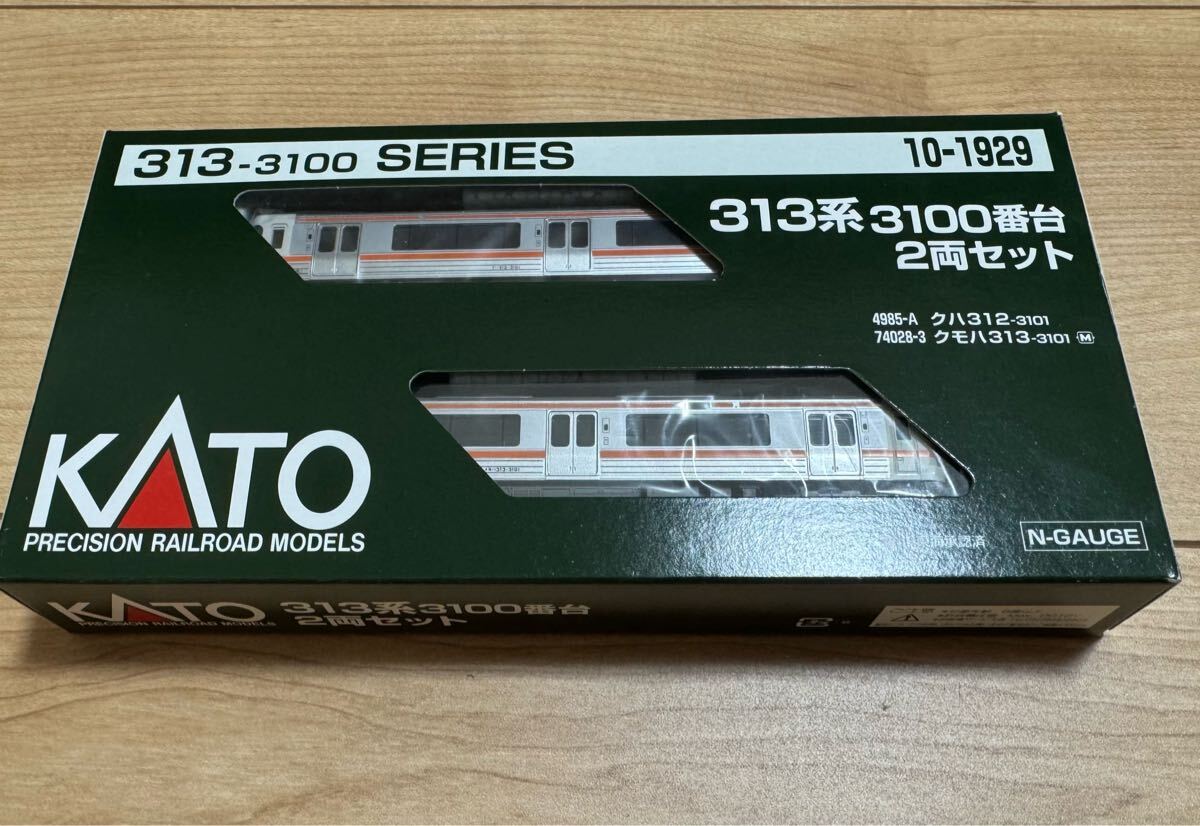 313-3100 SERIES 10-1929
313系3100番台
2両セット
4985-A クハ312-3101
74028-3 クモハ313-3101 M
KATO
PRECISION RAILROAD MODELS
承認済
N-GAUGE
KATO 313系3100番台
PRECISION RAILROAD MODELS 2両セット